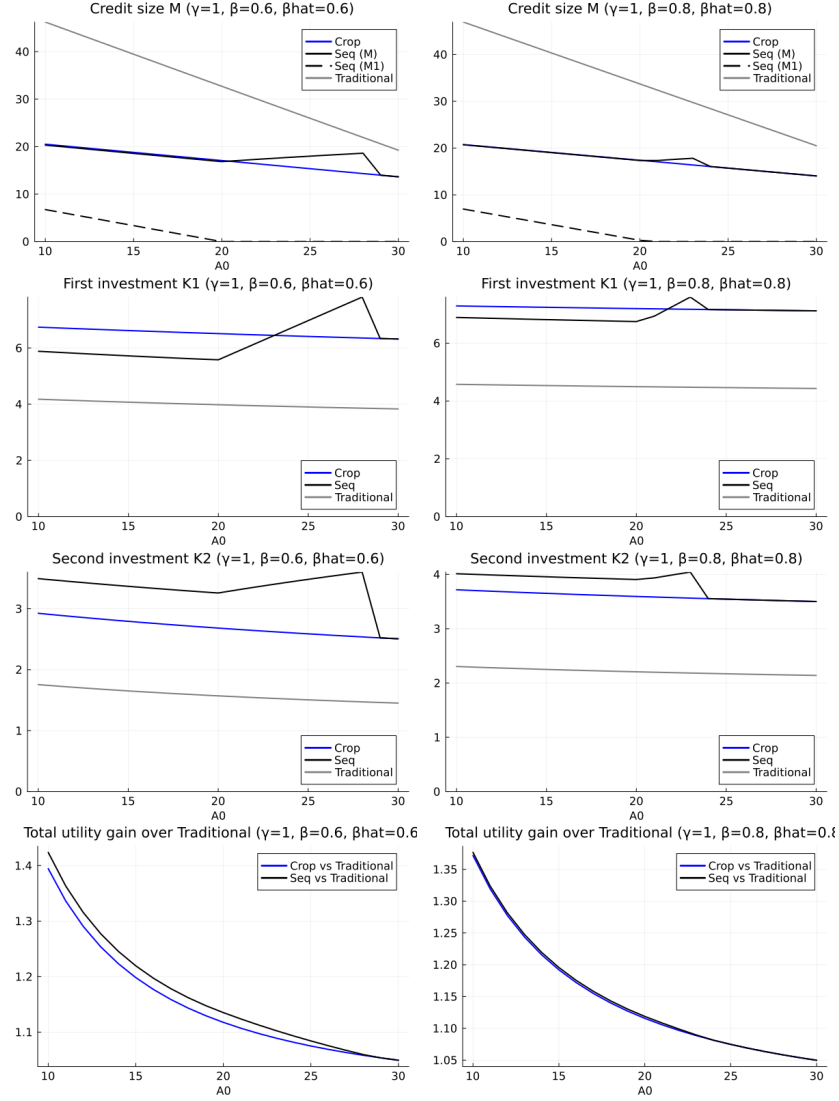 Credit size M (γ=1, β=0.6, βhat=0.6)
40
30
20
10
0
10
15
20
25
30
Crop
Seq (M)
Seq (M1)
Traditional
Credit size M (γ=1, β=0.8, βhat=0.8)
40
30
20
10
0
10
15
20
25
30
Crop
Seq (M)
Seq (M1)
Traditional
A0
A0
First investment K1 (γ=1, β=0.6, βhat=0.6)
6
4
2
0
10
15
20
25
30
A0
Crop
Seq
Traditional
First investment K1 (γ=1, β=0.8, βhat=0.8)
6
4
2
0
10
15
20
25
30
A0
Crop
Seq
Traditional
Second investment K2 (γ=1, β=0.6, βhat=0.6)
3
2
1
0
10
15
20
25
30
A0
Crop
Seq
Traditional
Second investment K2 (γ=1, β=0.8, βhat=0.8)
4
3
2
1
0
10
15
20
25
30
A0
Crop
Seq
Traditional
Total utility gain over Traditional (γ=1, β=0.6, βhat=0.6
1.4
1.3
1.2
1.1
10
15
20
25
30
A0
Crop vs Traditional
Seq vs Traditional
Total utility gain over Traditional (γ=1, β=0.8, βhat=0.8
1.35
1.30
1.25
1.20
1.15
1.10
1.05
10
15
20
25
30
A0
Crop vs Traditional
Seq vs Traditional